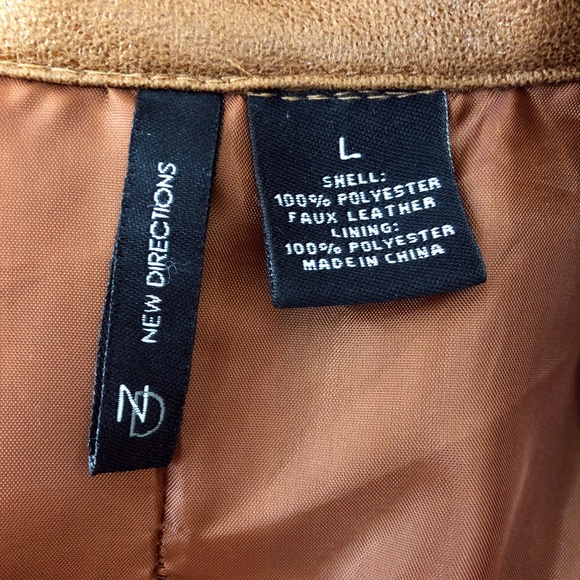 NEW DIRECTIONS
ND
L
SHELL:
100% POLYESTER
FAUX LEATHER
LINING:
100% POLYESTER
MADE IN CHINA